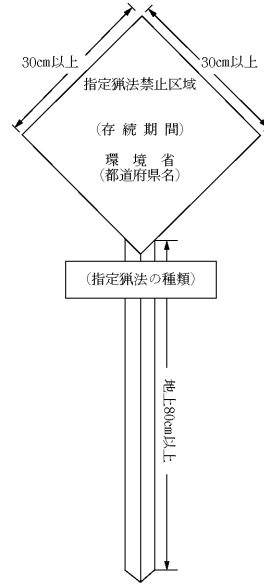 30cm以上
30cm以上
指定猟法禁止区域
(存続期間)
環境省
(都道府県名)
(指定猟法の種類)
地上80cm以上